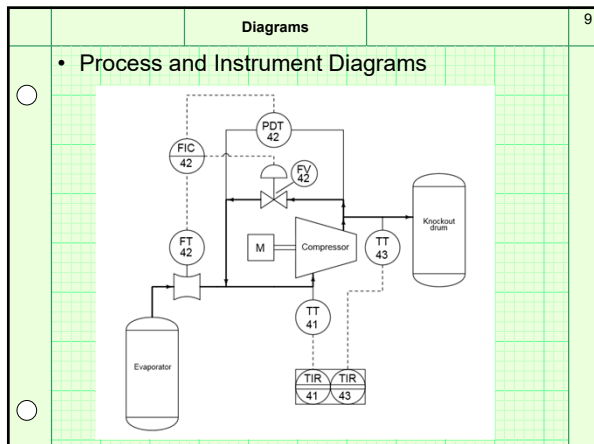 Diagrams
9
• Process and Instrument Diagrams
PDT
42
FIC
42
FV
42
FT
42
M
Compressor
TT
43
Knockout
drum
TT
41
Evaporator
TIR
41
TIR
43